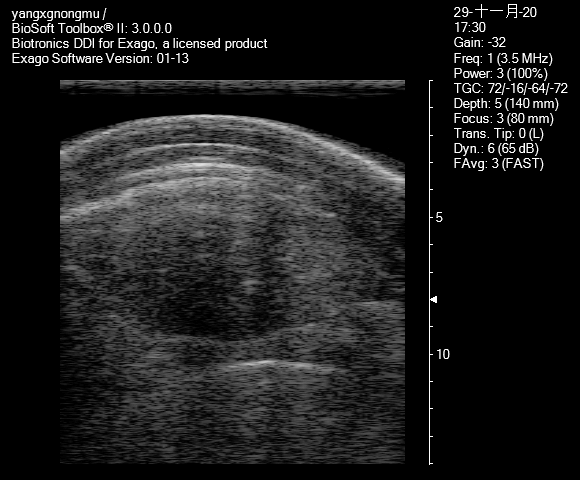 yangxgnongmu /
BioSoft Toolbox® II: 3.0.0.0
Biotronics DDI for Exago, a licensed product
Exago Software Version: 01-13
29-十一月-20
17:30
Gain: -32
Freq: 1 (3.5 MHz)
Power: 3 (100%)
TGC: 72/-16/-64/-72
Depth: 5 (140 mm)
Focus: 3 (80 mm)
Trans. Tip: 0 (L)
Dyn.: 6 (65 dB)
FAvg: 3 (FAST)
5
10